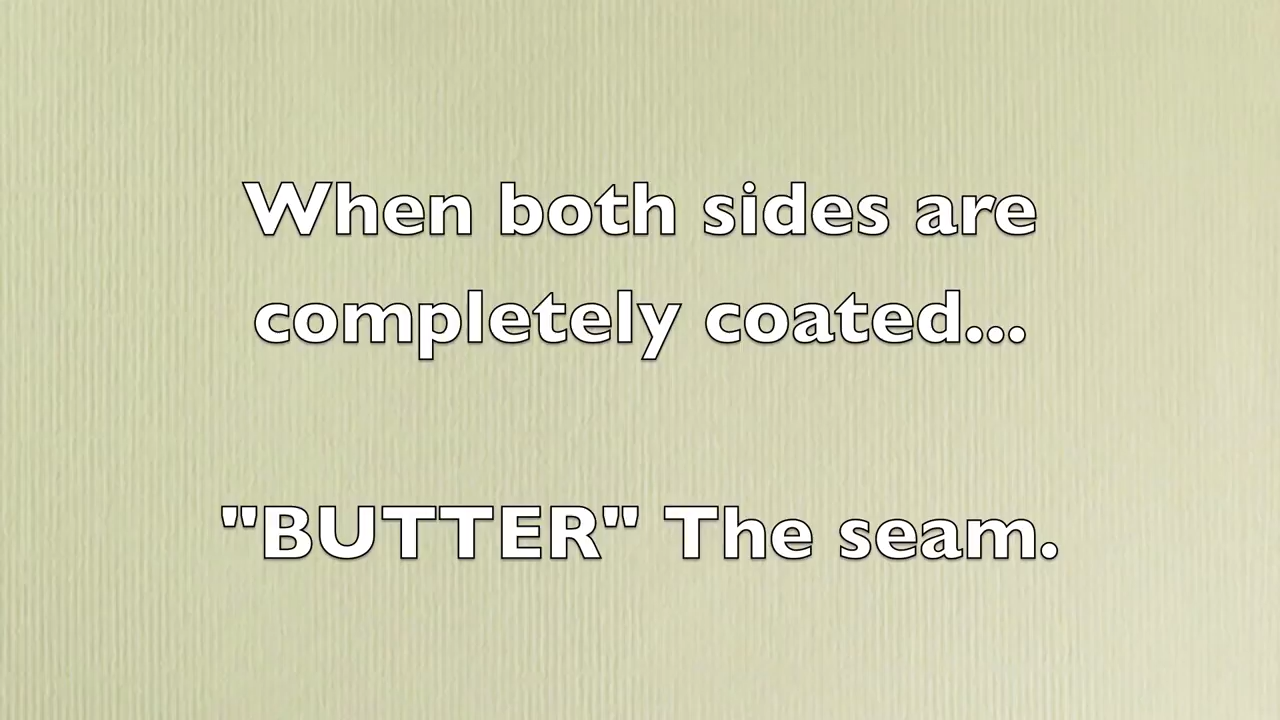 When both sides are
completely coated...
"BUTTER" The seam.